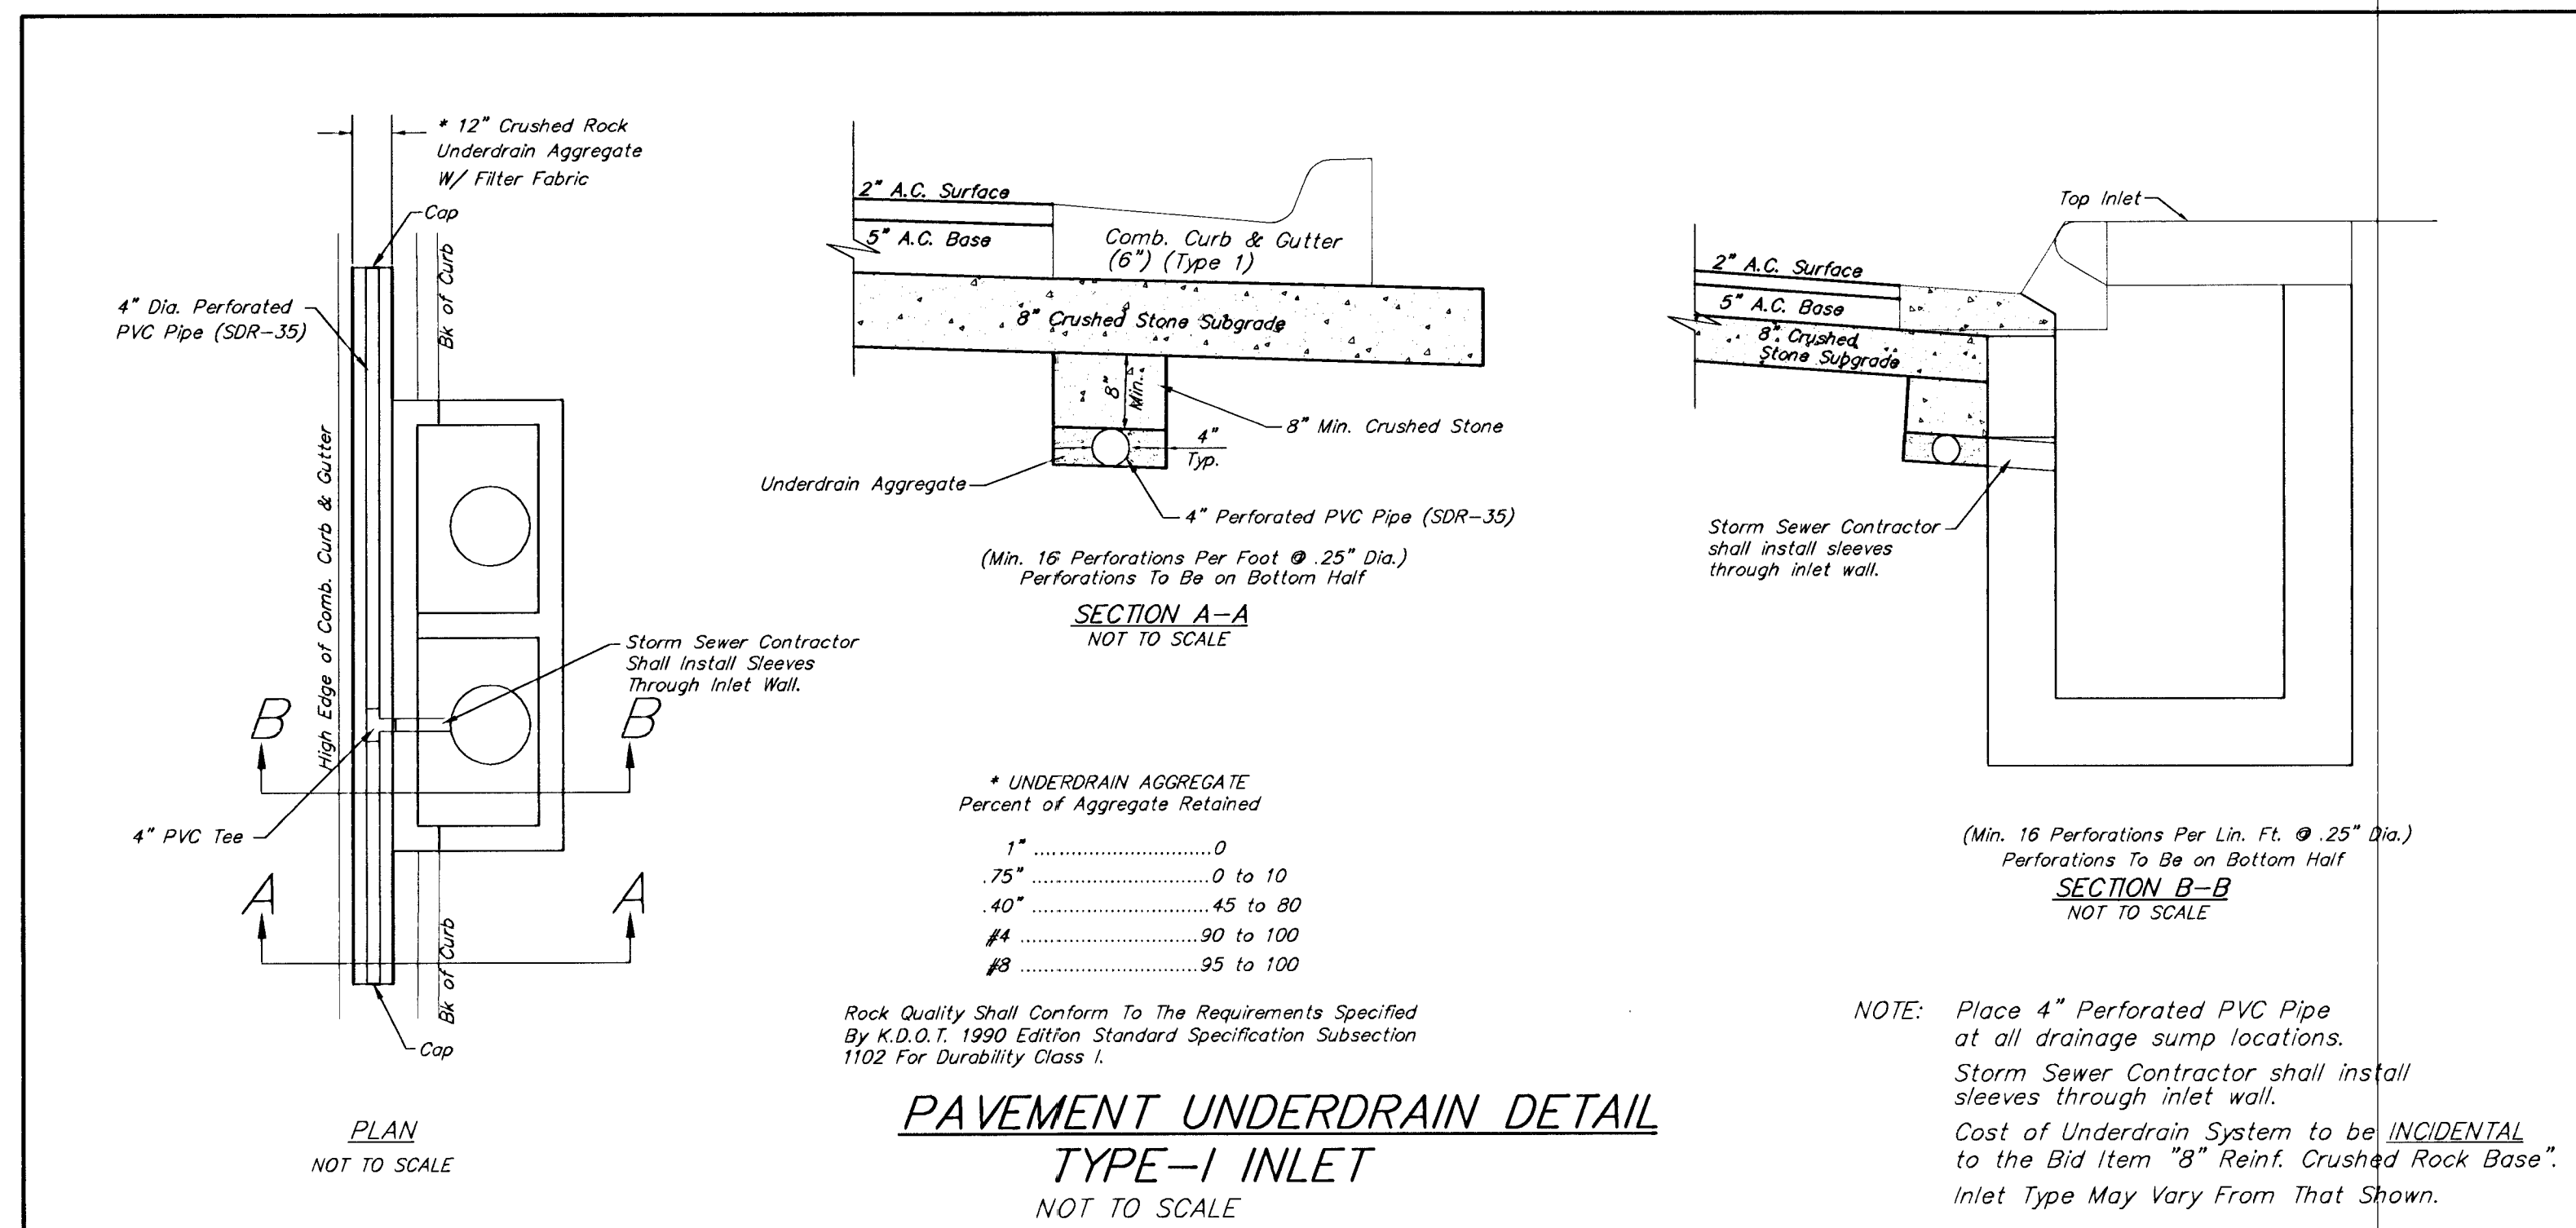 * 12" Crushed Rock
Underdrain Aggregate
W/ Filter Fabric
Cap
4" Dia. Perforated
PVC Pipe (SDR-35)
Bk of Curb
High Edge of Comb. Curb & Gutter
Storm Sewer Contractor
Shall Install Sleeves
Through Inlet Wall.
B
B
4" PVC Tee
A
A
Bk of Curb
Cap
PLAN
NOT TO SCALE
2" A.C. Surface
5" A.C. Base
Comb. Curb & Gutter
(6") (Type 1)
8" Crushed Stone Subgrade
8"
Min.
8" Min. Crushed Stone
4"
Typ.
Underdrain Aggregate
4" Perforated PVC Pipe (SDR-35)
(Min. 16 Perforations Per Foot @ .25" Dia.)
Perforations To Be on Bottom Half
SECTION A-A
NOT TO SCALE
* UNDERDRAIN AGGREGATE
Percent of Aggregate Retained
1" ............................0
.75" ............................0 to 10
.40" ............................45 to 80
#4 ............................90 to 100
#8 ............................95 to 100
Rock Quality Shall Conform To The Requirements Specified
By K.D.O.T. 1990 Edition Standard Specification Subsection
1102 For Durability Class I.
Top Inlet
2" A.C. Surface
5" A.C. Base
8" Crushed
Stone Subgrade
Storm Sewer Contractor
shall install sleeves
through inlet wall.
(Min. 16 Perforations Per Lin. Ft. @ .25" Dia.)
Perforations To Be on Bottom Half
SECTION B-B
NOT TO SCALE
NOTE: Place 4" Perforated PVC Pipe
at all drainage sump locations.
Storm Sewer Contractor shall install
sleeves through inlet wall.
Cost of Underdrain System to be INCIDENTAL
to the Bid Item "8" Reinf. Crushed Rock Base".
Inlet Type May Vary From That Shown.
PAVEMENT UNDERDRAIN DETAIL
TYPE-I INLET
NOT TO SCALE